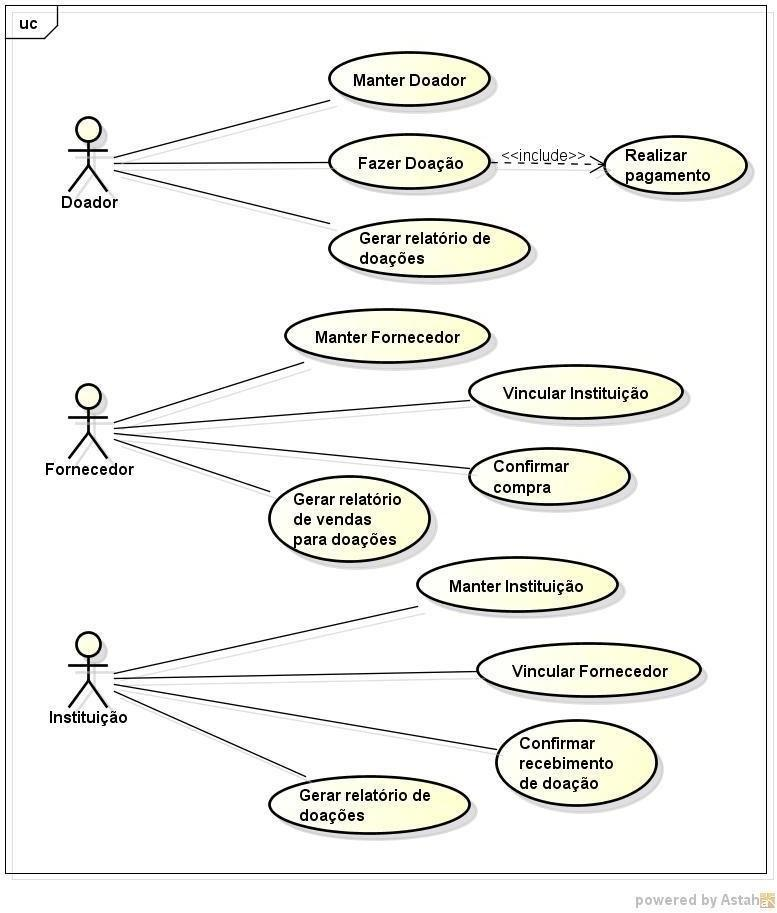 uc
Manter Doador
Doador
Fazer Doação
<<include>>
Realizar
pagamento
Gerar relatório de
doações
Manter Fornecedor
Fornecedor
Vincular Instituição
Confirmar
compra
Gerar relatório
de vendas
para doações
Manter Instituição
Instituição
Vincular Fornecedor
Confirmar
recebimento
de doação
Gerar relatório de
doações
powered by Astah